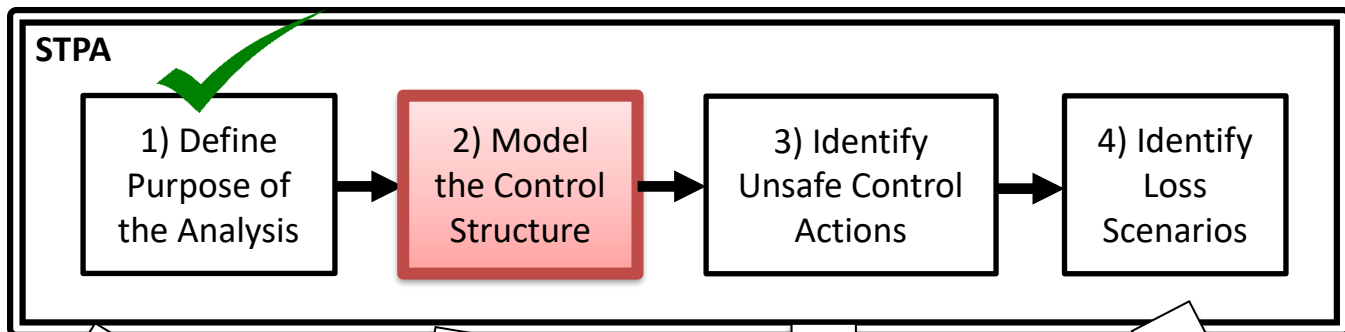 STPA
1) Define
Purpose of
the Analysis
2) Model
the Control
Structure
3) Identify
Unsafe Control
Actions
4) Identify
Loss
Scenarios